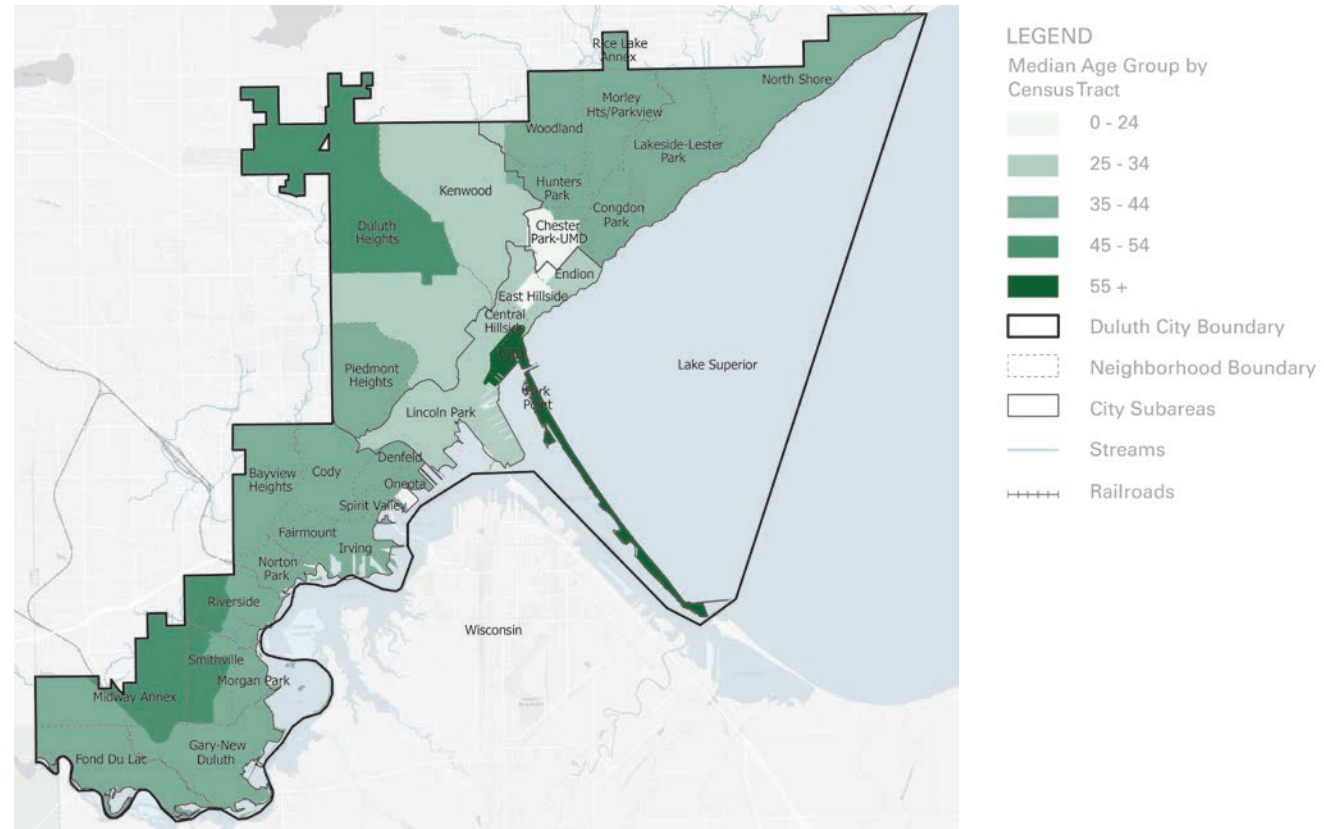 Rice Lake
Annex
North Shore
Morley
Hts/Parkview
Woodland
Lakeside-Lester
Park
Kenwood
Hunters
Park
Congdon
Park
Duluth
Heights
Chester
Park-UMD
Endion
East Hillside
Central
Hillside
Lake Superior
Piedmont
Heights
Point
Lincoln Park
Denfeld
Bayview
Heights
Cody
Oneota
Spirit Valley
Fairmount
Irving
Norton
Park
Riverside
Wisconsin
Smithville
Morgan Park
Midway Annex
Gary-New
Duluth
Fond Du Lac
LEGEND
Median Age Group by
Census Tract
0 - 24
25 - 34
35 - 44
45 - 54
55 +
Duluth City Boundary
Neighborhood Boundary
City Subareas
Streams
Railroads